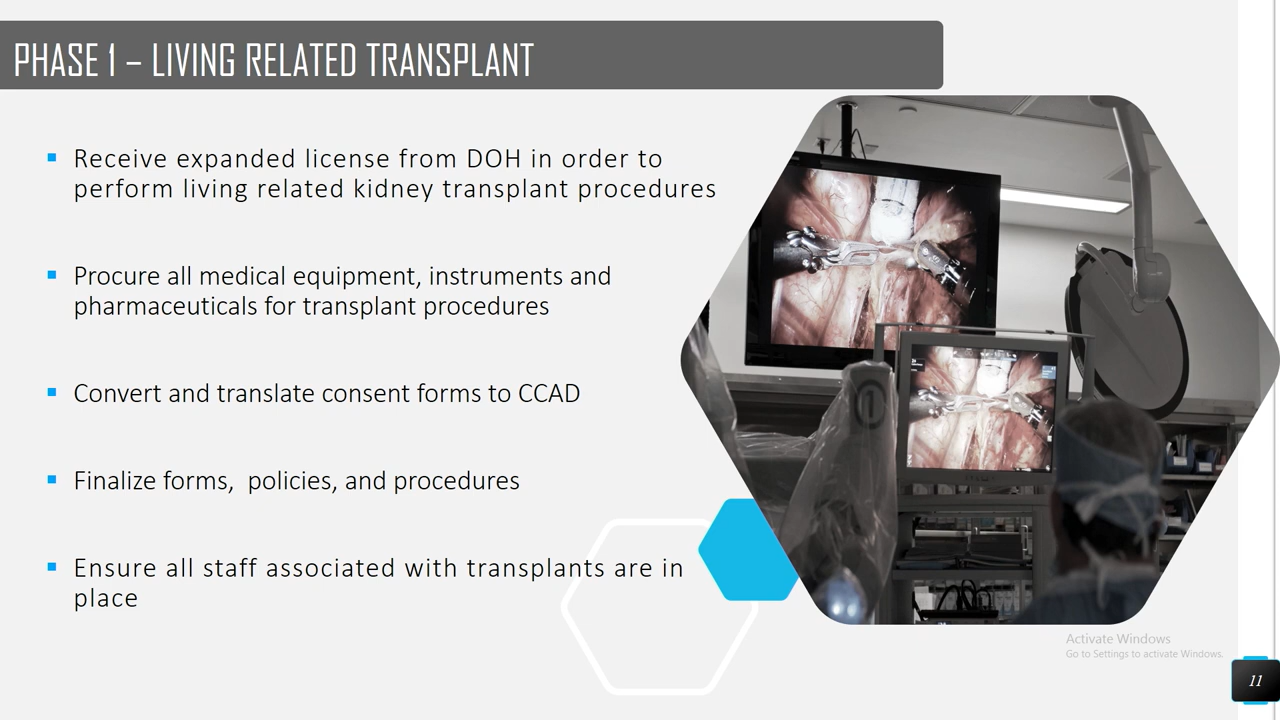 PHASE 1 – LIVING RELATED TRANSPLANT
Receive expanded license from DOH in order to
perform living related kidney transplant procedures
Procure all medical equipment, instruments and
pharmaceuticals for transplant procedures
Convert and translate consent forms to CCAD
Finalize forms,  policies, and procedures
Ensure all staff associated with transplants are in
place
Activate Windows
Go to Settings to activate Windows.
11